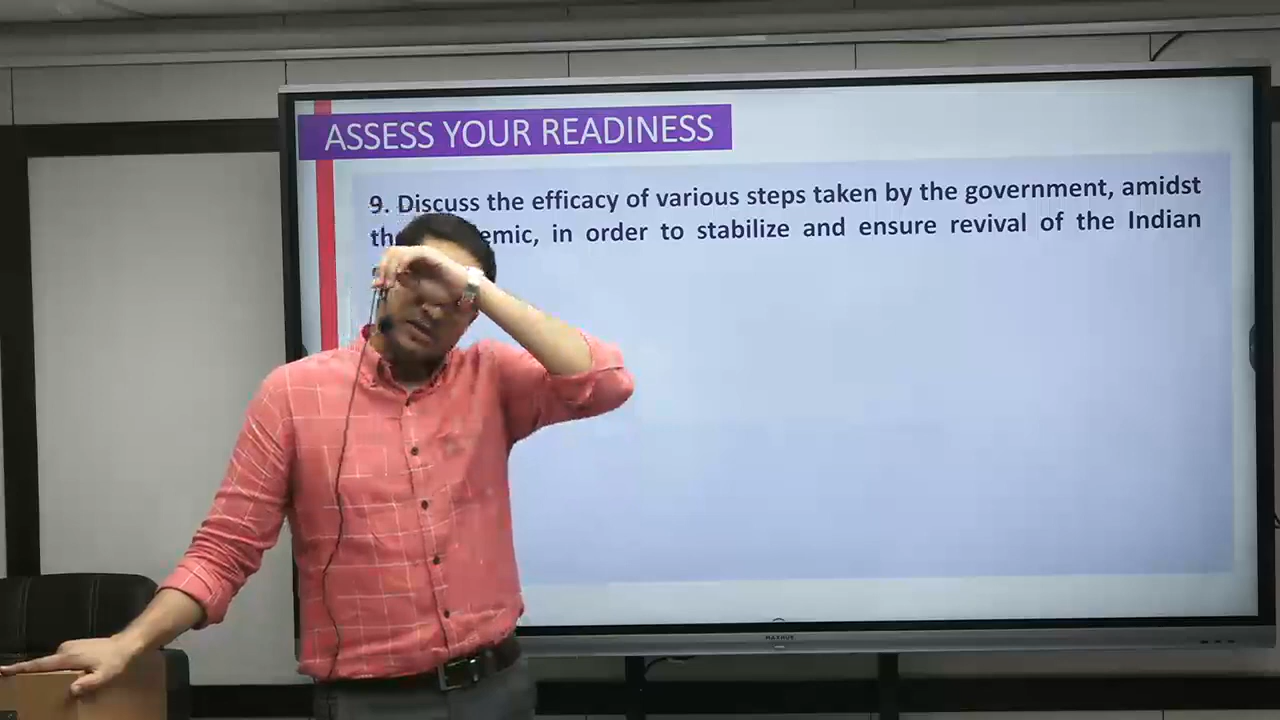 ASSESS YOUR READINESS
9. Discuss the efficacy of various steps taken by the government, amidst
emic, in order to stabilize and ensure revival of the Indian